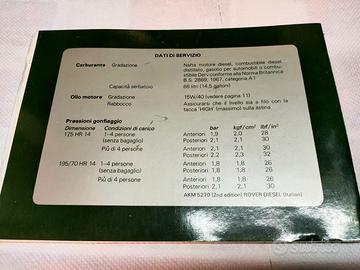 DATI DI SERVIZIO
Carburante Gradazione Nafta motore diesel, combustibile diesel
distillato, gasolio per automobili o combu-
stibile Derv conforme alla Norma Britannica
B.S. 2869; 1967, categoria A1
Capacità serbatoio 66 litri (14,5 galloni)
Olio motore Gradazione 15W/40 (vedere pagina 11)
Rabbocco Assicurarsi che il livello sia a filo con la
tacca 'HIGH' (massimo) sulla astina
Pressioni gonfiaggio
Dimensione Condizioni di carico bar kgf/cm² lbf/in²
125 HR 14 1–4 persone Anteriori 1,9 2,0 28
(senza bagaglio) Posteriori 2,1 2,1 30
Più di 4 persone Anteriori 2,1 2,1 30
Posteriori 2,2 2,3 32
195/70 HR 14 1–4 persone Anteriori 1,8 1,8 26
(senza bagaglio) Posteriori 1,8 1,8 26
Più di 4 persone Anteriori 1,8 1,8 26
Posteriori 2,1 2,1 30
AKM 5270 (2nd edition) ROVER DIESEL (Italian)
subito